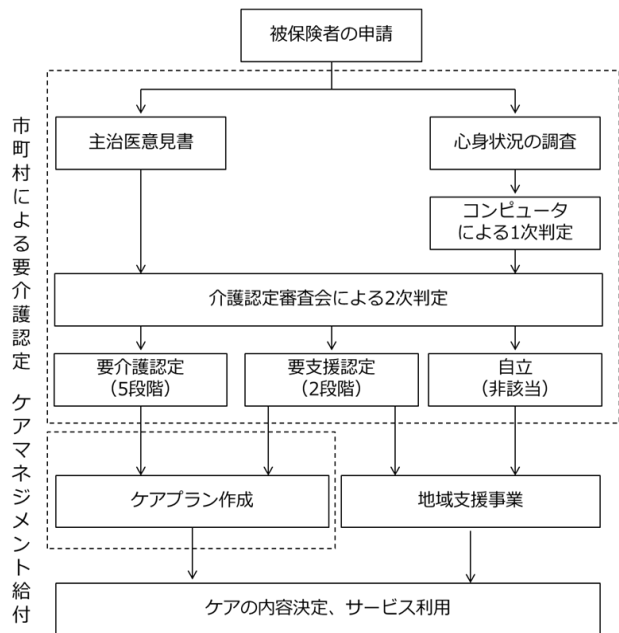 被保険者の申請
市町村による要介護認定
主治医意見書
心身状況の調査
コンピュータ
による1次判定
介護認定審査会による2次判定
要介護認定
（5段階）
要支援認定
（2段階）
自立
（非該当）
ケアマネジメント給付
ケアプラン作成
地域支援事業
ケアの内容決定、サービス利用